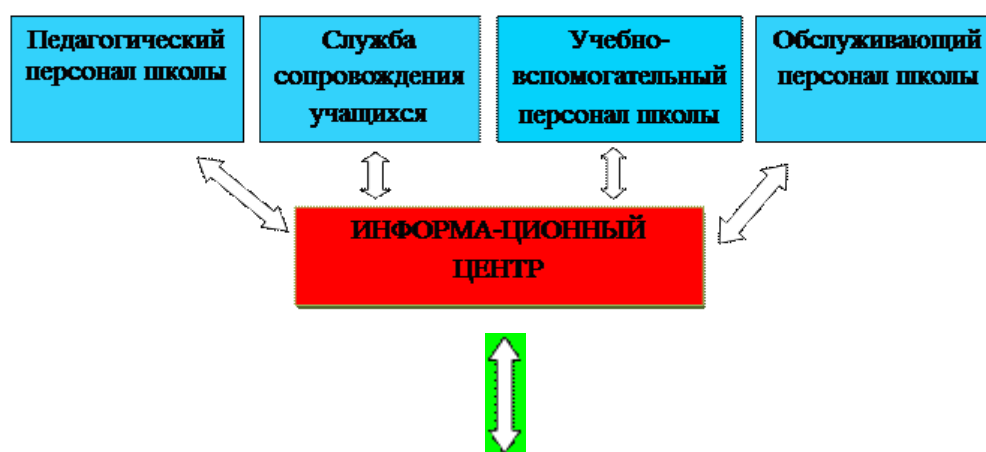 Педагогический
персонал школы
Служба
сопровождения
учащихся
Учебно-
вспомогательный
персонал школы
Обслуживающий
персонал школы
ИНФОРМА-ЦИОННЫЙ
ЦЕНТР